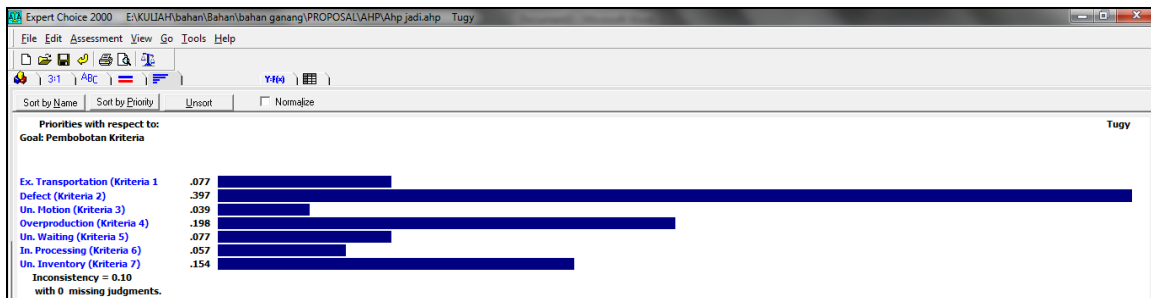 Expert Choice 2000 E:\KULIAH\bahan\Bahan\bahan ganang\PROPOSAL\AHP\Ahp jadi.ahp Tugy
File Edit Assessment View Go Tools Help
3:1 ABC Y=f(x)
Sort by Name Sort by Priority Unsort Normalize
Priorities with respect to: Tugy
Goal: Pembobotan Kriteria
Ex. Transportation (Kriteria 1 .077
Defect (Kriteria 2) .397
Un. Motion (Kriteria 3) .039
Overproduction (Kriteria 4) .198
Un. Waiting (Kriteria 5) .077
In. Processing (Kriteria 6) .057
Un. Inventory (Kriteria 7) .154
Inconsistency = 0.10
with 0 missing judgments.